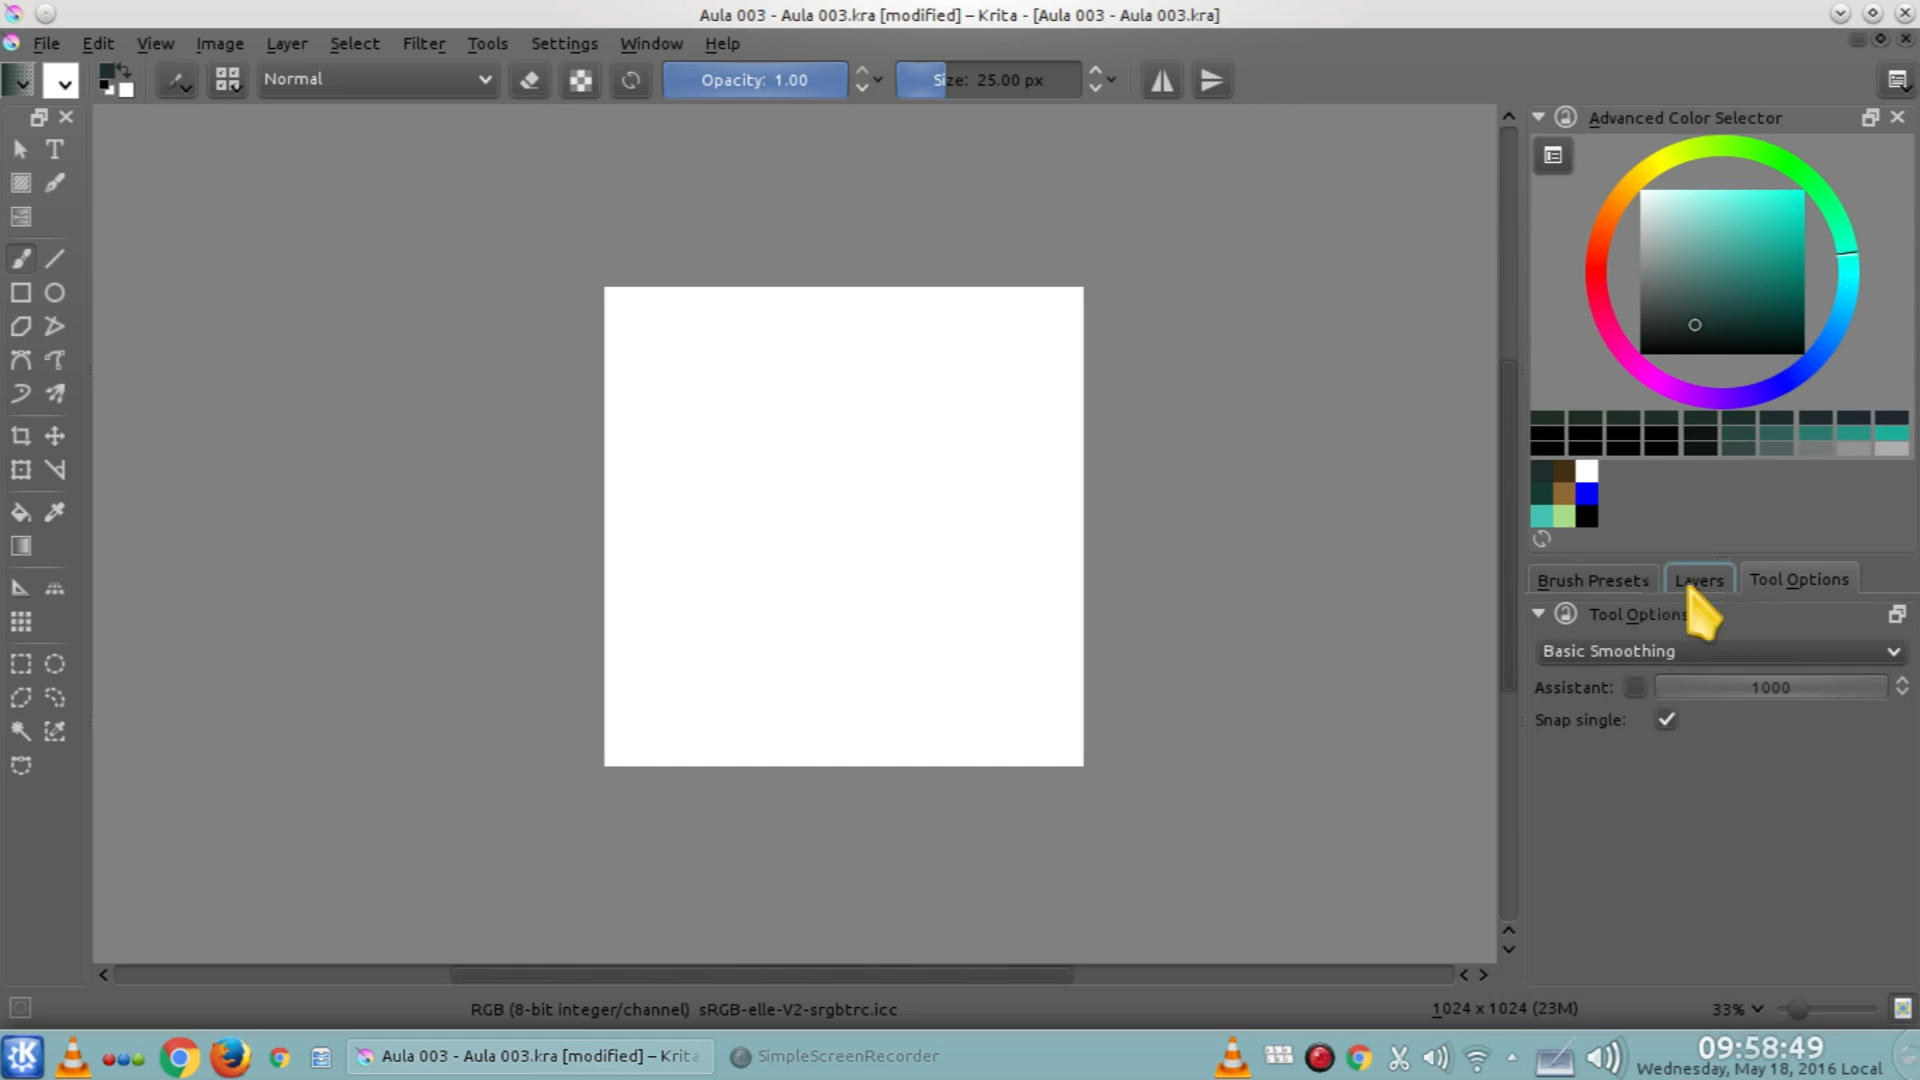 Aula 003 - Aula 003.kra [modified] – Krita - [Aula 003 - Aula 003.kra]
File Edit View Image Layer Select Filter Tools Settings Window Help
Normal Opacity: 1.00 Size: 25.00 px
Advanced Color Selector
Brush Presets Layers Tool Options
Tool Options
Basic Smoothing
Assistant: 1000
Snap single:
RGB (8-bit integer/channel) sRGB-elle-V2-srgbtrc.icc 1024 x 1024 (23M) 33%
Aula 003 - Aula 003.kra [modified] – Krita SimpleScreenRecorder 09:58:49
Wednesday, May 18, 2016 Local